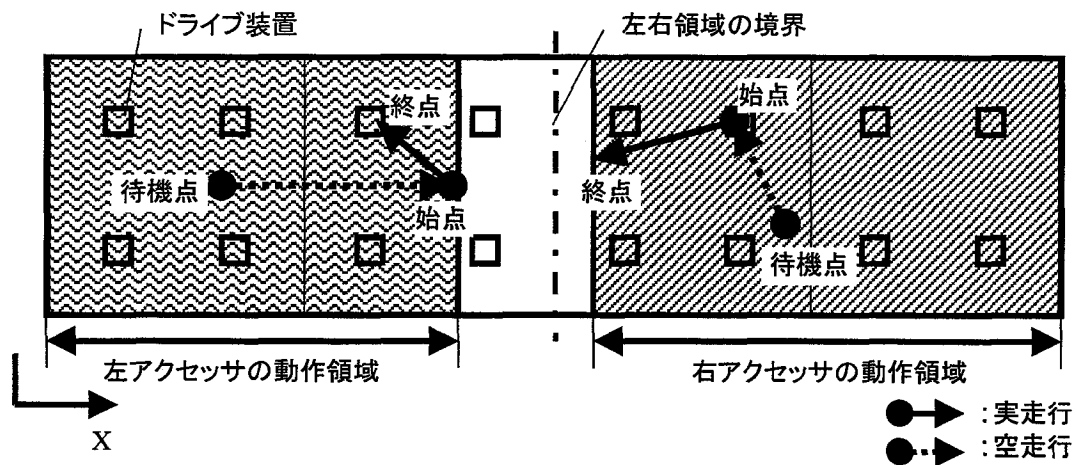 ドライブ装置
左右領域の境界
終点
始点
待機点
始点
終点
待機点
左アクセッサの動作領域
右アクセッサの動作領域
X
:実走行
:空走行